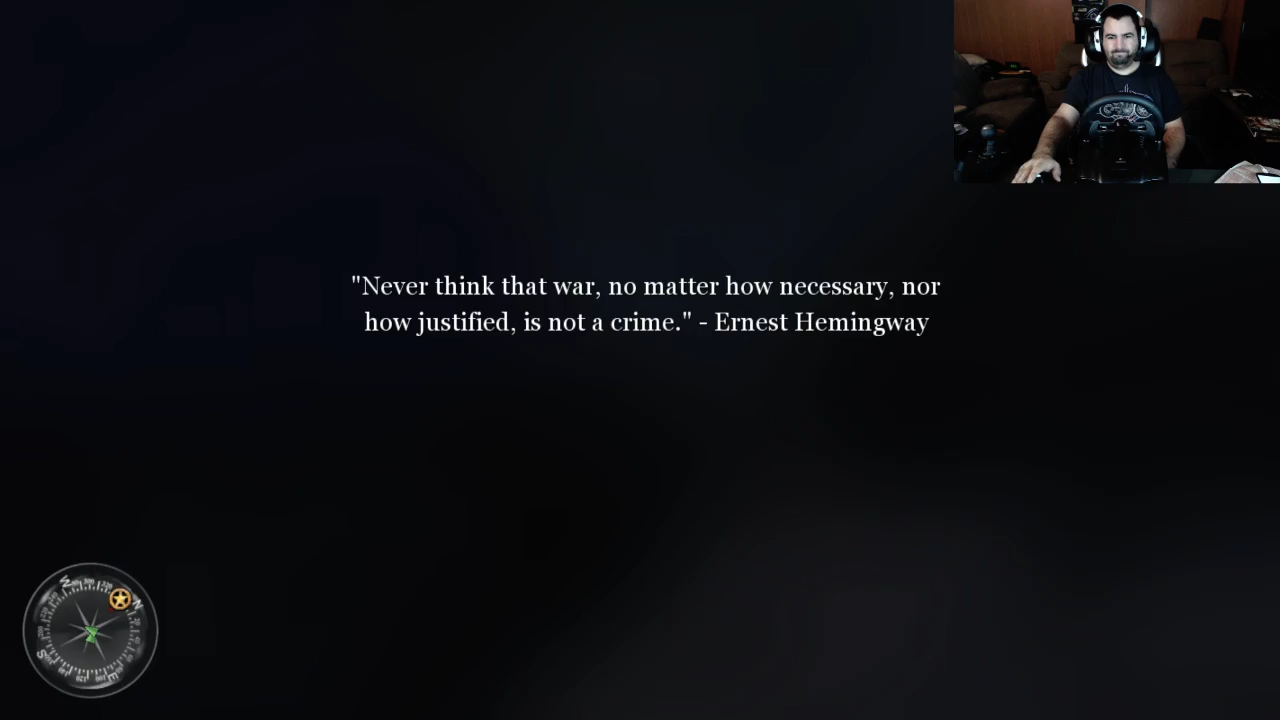 "Never think that war, no matter how necessary, nor
how justified, is not a crime." - Ernest Hemingway
N
S
E